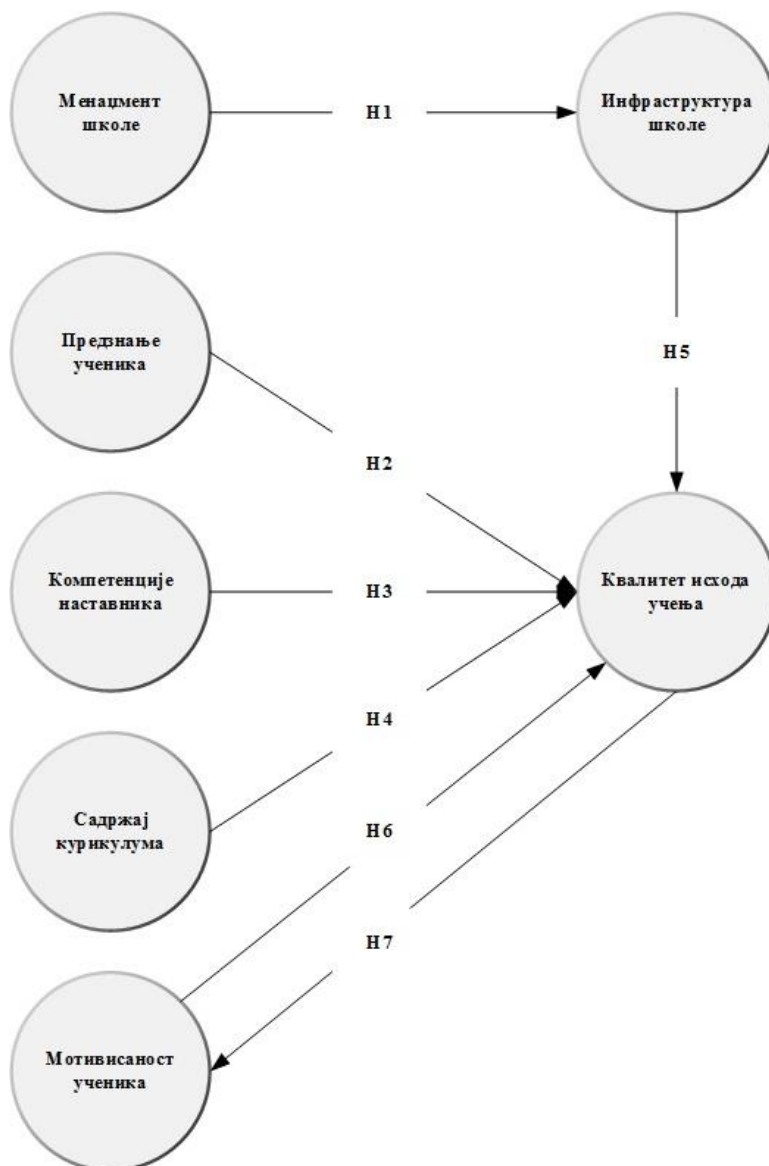 Менаџмент
школе
H1
Инфраструктура
школе
Предзнање
ученика
H5
H2
Компетенције
наставника
H3
Квалитет исхода
учења
H4
Садржај
курикулума
H6
H7
Мотивисаност
ученика